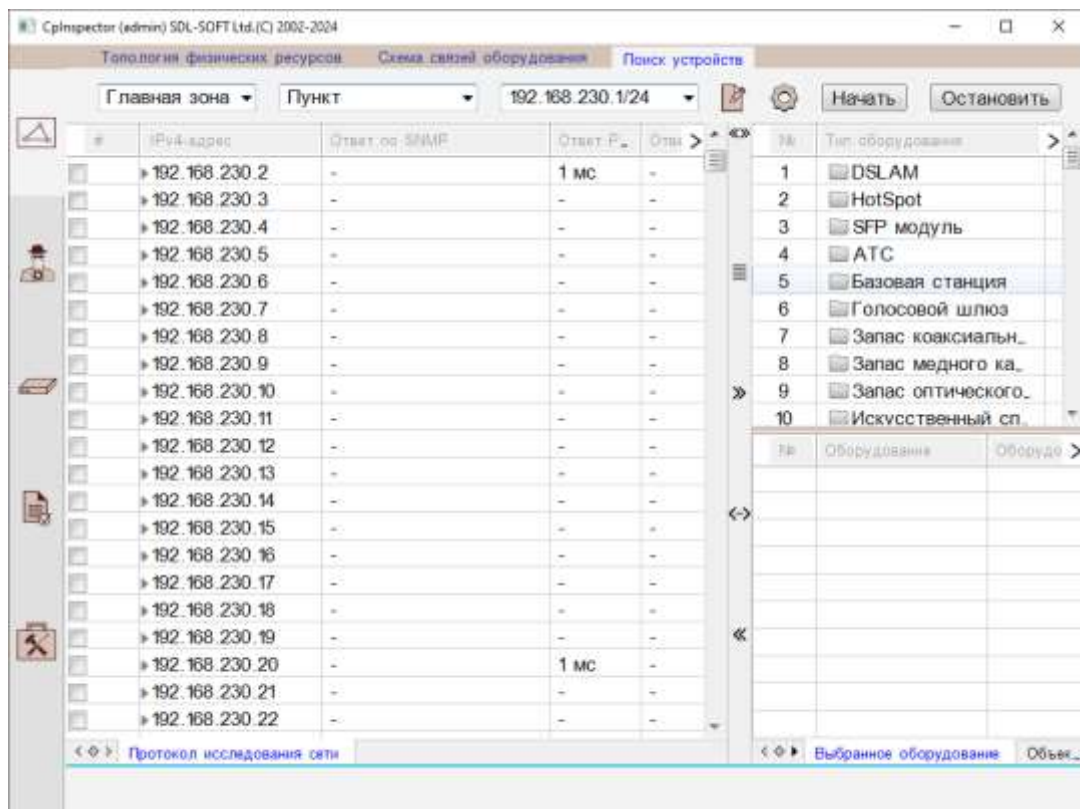 CpInspector (admin) SDL-SOFT Ltd.(C) 2002-2024
Топология физических ресурсов Схема связей оборудования Поиск устройств
Главная зона Пункт 192.168.230.1/24 Начать Остановить
# IPv4-адрес Ответ по SNMP Ответ P... Отве
№ Тип оборудования
192.168.230.2 - 1 мс -
192.168.230.3 - - -
192.168.230.4 - - -
192.168.230.5 - - -
192.168.230.6 - - -
192.168.230.7 - - -
192.168.230.8 - - -
192.168.230.9 - - -
192.168.230.10 - - -
192.168.230.11 - - -
192.168.230.12 - - -
192.168.230.13 - - -
192.168.230.14 - - -
192.168.230.15 - - -
192.168.230.16 - - -
192.168.230.17 - - -
192.168.230.18 - - -
192.168.230.19 - - -
192.168.230.20 - 1 мс -
192.168.230.21 - - -
192.168.230.22 - - -
1 DSLAM
2 HotSpot
3 SFP модуль
4 АТС
5 Базовая станция
6 Голосовой шлюз
7 Запас коаксиальн...
8 Запас медного ка...
9 Запас оптического...
10 Искусственный сп...
№ Оборудование Оборудо
Протокол исследования сети
Выбранное оборудование Объек...